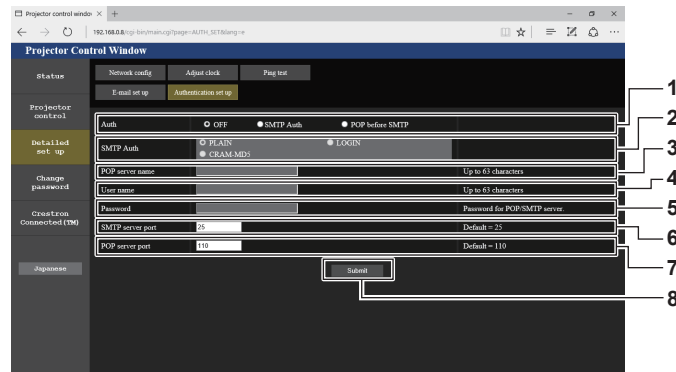 Projector control windo × +
192.168.0.8/cgi-bin/main.cgi?page=AUTH_SET&lang=e
Projector Control Window
Status
Network config Adjust clock Ping test
E-mail set up Authentication set up
Projector control
Detailed set up
Change password
Crestron Connected(TM)
Japanese
Auth OFF SMTP Auth POP before SMTP
SMTP Auth PLAIN LOGIN
CRAM-MD5
POP server name Up to 63 characters
User name Up to 63 characters
Password Password for POP/SMTP server.
SMTP server port 25 Default = 25
POP server port 110 Default = 110
Submit
1
2
3
4
5
6
7
8